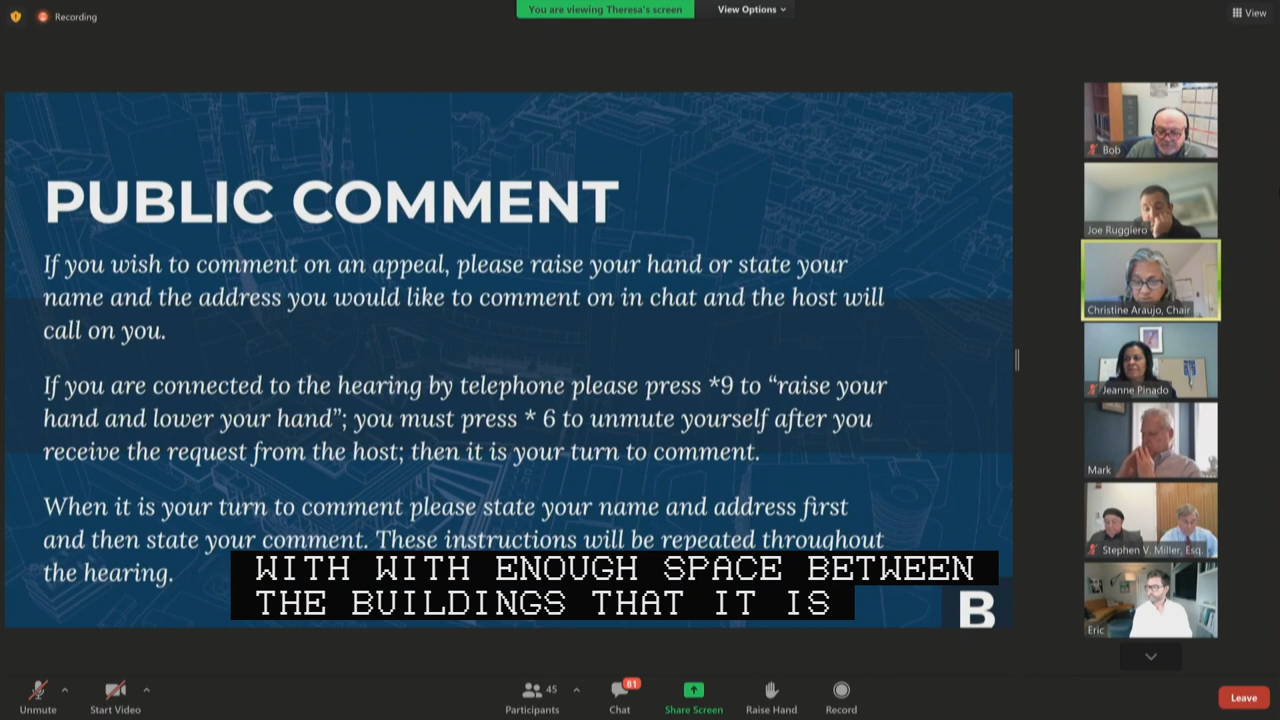 Recording
You are viewing Theresa's screen
View Options
View
PUBLIC COMMENT
If you wish to comment on an appeal, please raise your hand or state your
name and the address you would like to comment on in chat and the host will
call on you.
If you are connected to the hearing by telephone please press *9 to “raise your
hand and lower your hand”; you must press * 6 to unmute yourself after you
receive the request from the host; then it is your turn to comment.
When it is your turn to comment please state your name and address first
and then state your comment. These instructions will be repeated throughout
the hearing.
WITH WITH ENOUGH SPACE BETWEEN
THE BUILDINGS THAT IT IS
B
Bob
Joe Ruggiero
Christine Araujo, Chair
Jeanne Pinado
Mark
Stephen V. Miller, Esq.
Eric
Unmute
Start Video
45
Participants
81
Chat
Share Screen
Raise Hand
Record
Leave